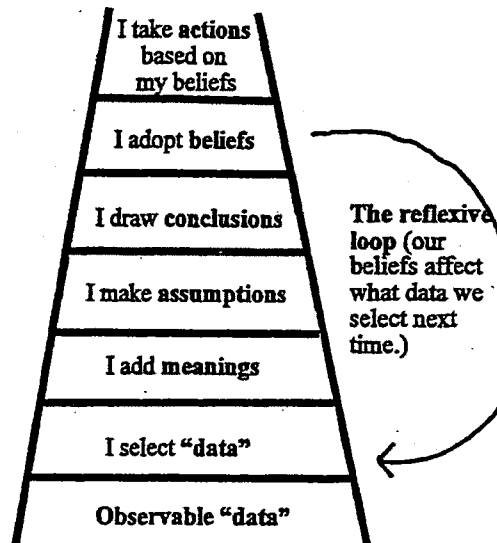 I take actions
based on
my beliefs
I adopt beliefs
I draw conclusions
I make assumptions
I add meanings
I select “data”
Observable “data”
The reflexive
loop (our
beliefs affect
what data we
select next
time.)